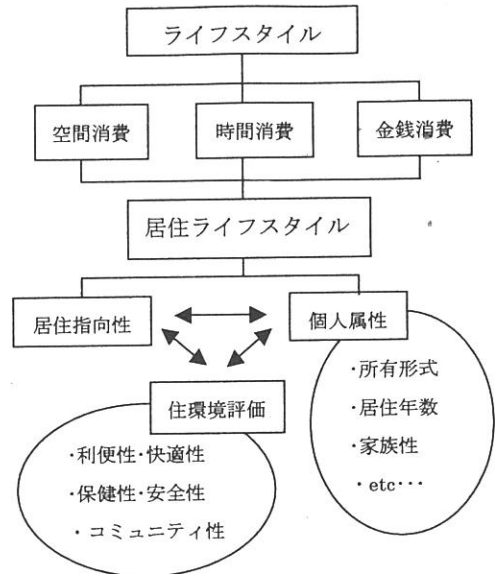 ライフスタイル
空間消費
時間消費
金銭消費
居住ライフスタイル
居住指向性
個人属性
・所有形式
・居住年数
・家族性
・etc・・・
住環境評価
・利便性・快適性
・保健性・安全性
・コミュニティ性